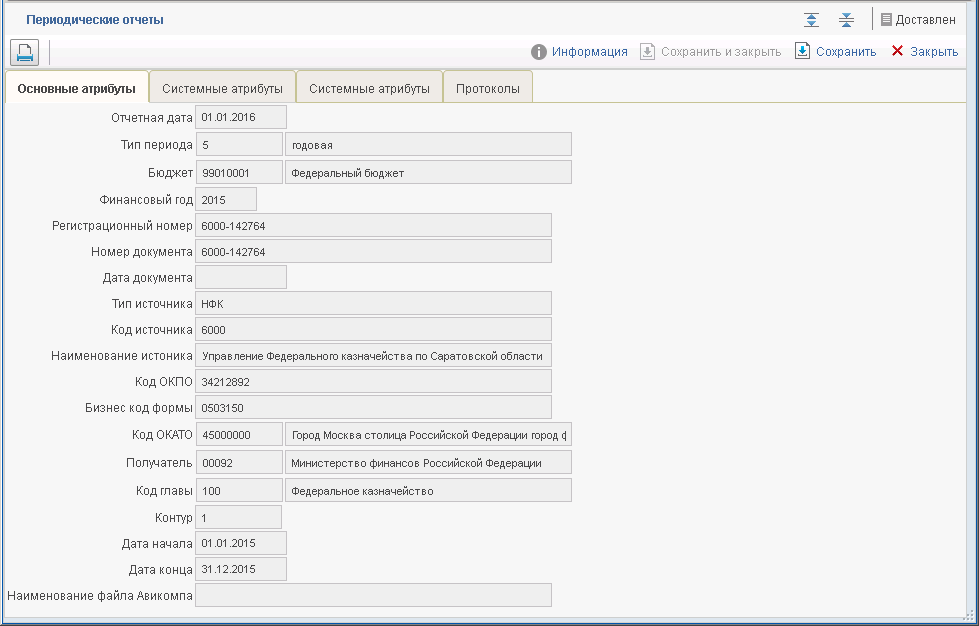 Периодические отчеты
Доставлен
Информация Сохранить и закрыть Сохранить Закрыть
Основные атрибуты Системные атрибуты Системные атрибуты Протоколы
Отчетная дата 01.01.2016
Тип периода 5 годовая
Бюджет 99010001 Федеральный бюджет
Финансовый год 2015
Регистрационный номер 6000-142764
Номер документа 6000-142764
Дата документа
Тип источника НФК
Код источника 6000
Наименование истоника Управление Федерального казначейства по Саратовской области
Код ОКПО 34212892
Бизнес код формы 0503150
Код ОКАТО 45000000 Город Москва столица Российской Федерации город ф
Получатель 00092 Министерство финансов Российской Федерации
Код главы 100 Федеральное казначейство
Контур 1
Дата начала 01.01.2015
Дата конца 31.12.2015
Наименование файла Авикомпа